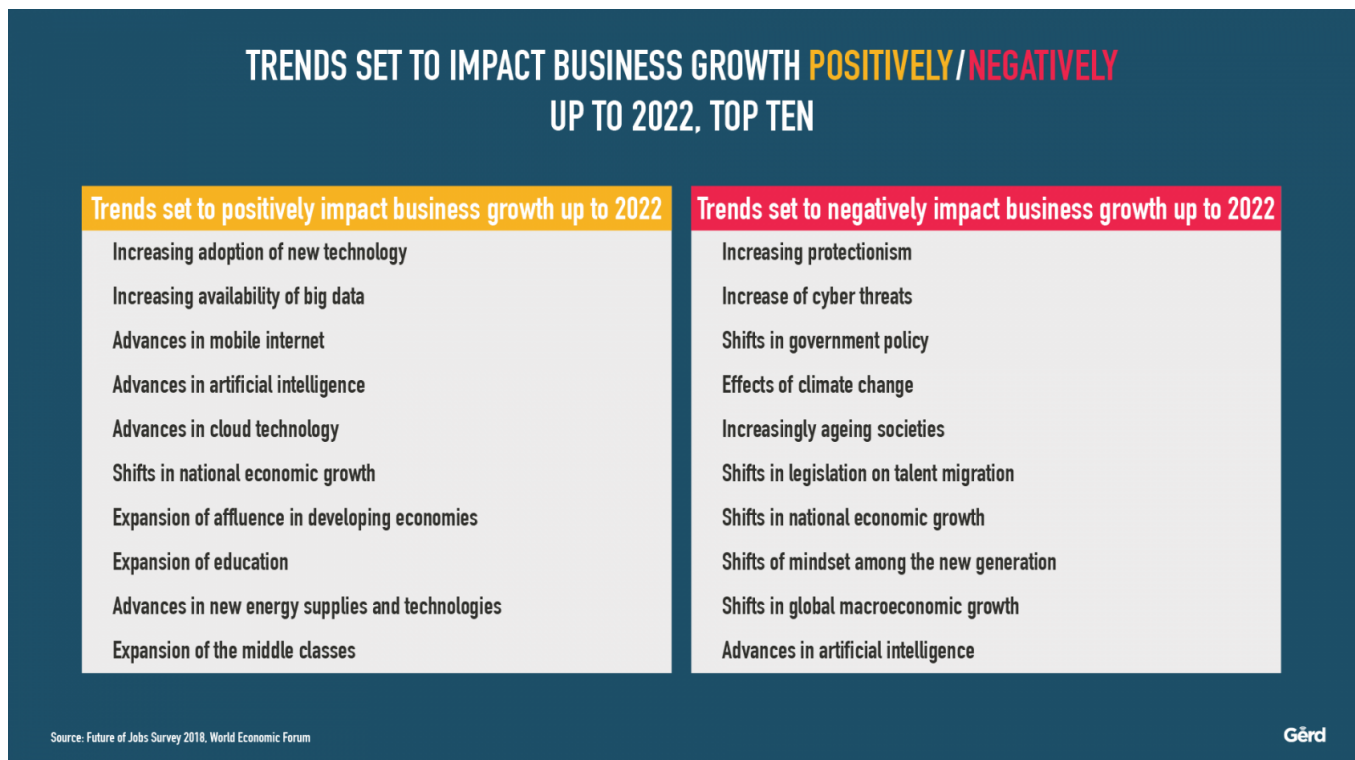 TRENDS SET TO IMPACT BUSINESS GROWTH POSITIVELY/NEGATIVELY
UP TO 2022, TOP TEN
Trends set to positively impact business growth up to 2022
Increasing adoption of new technology
Increasing availability of big data
Advances in mobile internet
Advances in artificial intelligence
Advances in cloud technology
Shifts in national economic growth
Expansion of affluence in developing economies
Expansion of education
Advances in new energy supplies and technologies
Expansion of the middle classes
Trends set to negatively impact business growth up to 2022
Increasing protectionism
Increase of cyber threats
Shifts in government policy
Effects of climate change
Increasingly ageing societies
Shifts in legislation on talent migration
Shifts in national economic growth
Shifts of mindset among the new generation
Shifts in global macroeconomic growth
Advances in artificial intelligence
Source: Future of Jobs Survey 2018, World Economic Forum
Gērd